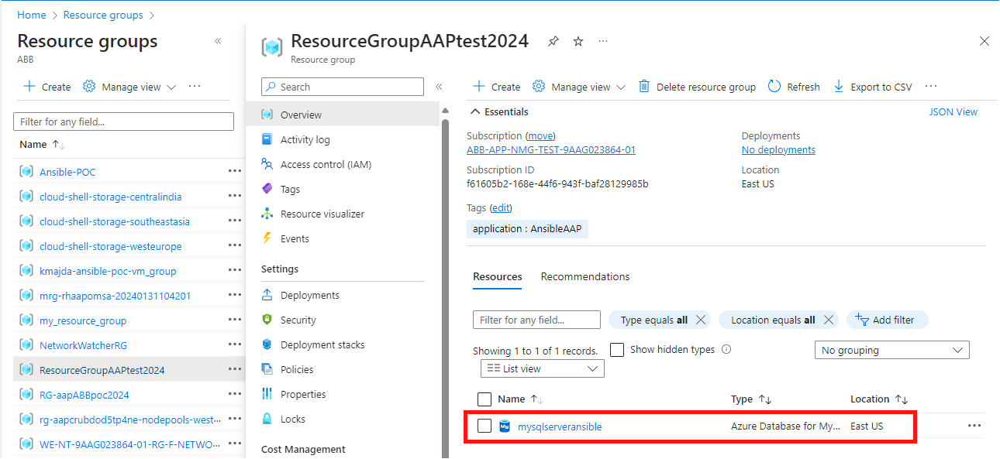 Home > Resource groups >
Resource groups «
ABB
Create Manage view ...
Filter for any field...
Name ↑↓
Ansible-POC ...
cloud-shell-storage-centralindia ...
cloud-shell-storage-southeastasia ...
cloud-shell-storage-westeurope ...
kmajda-ansible-poc-vm_group ...
mrg-rhaapomsa-20240131104201 ...
my_resource_group ...
NetworkWatcherRG ...
ResourceGroupAAPtest2024 ...
RG-aapABBpoc2024 ...
rg-aapcrubdod5tp4ne-nodepools-west... ...
WE-NT-9AAG023864-01-RG-F-NETWO... ...
ResourceGroupAAPtest2024 ...
Resource group
Search «
Overview
Activity log
Access control (IAM)
Tags
Resource visualizer
Events
Settings
Deployments
Security
Deployment stacks
Policies
Properties
Locks
Cost Management
Create Manage view Delete resource group Refresh Export to CSV ...
Essentials JSON View
Subscription (move)
ABB-APP-NMG-TEST-9AAG023864-01
Subscription ID
f61605b2-168e-44f6-943f-baf28129985b
Deployments
No deployments
Location
East US
Tags (edit)
application : AnsibleAAP
Resources Recommendations
Filter for any field... Type equals all × Location equals all × Add filter
Showing 1 to 1 of 1 records. Show hidden types No grouping
List view
Name ↑↓ Type ↑↓ Location ↑↓
My mysqlserveransible Azure Database for My... East US ...